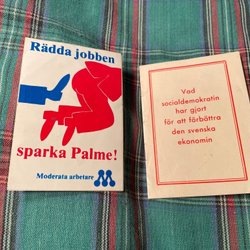 Rädda jobben
sparka Palme!
Moderata arbetare
Vad
socialdemokratin
har gjort
för att förbättra
den svenska
ekonomin